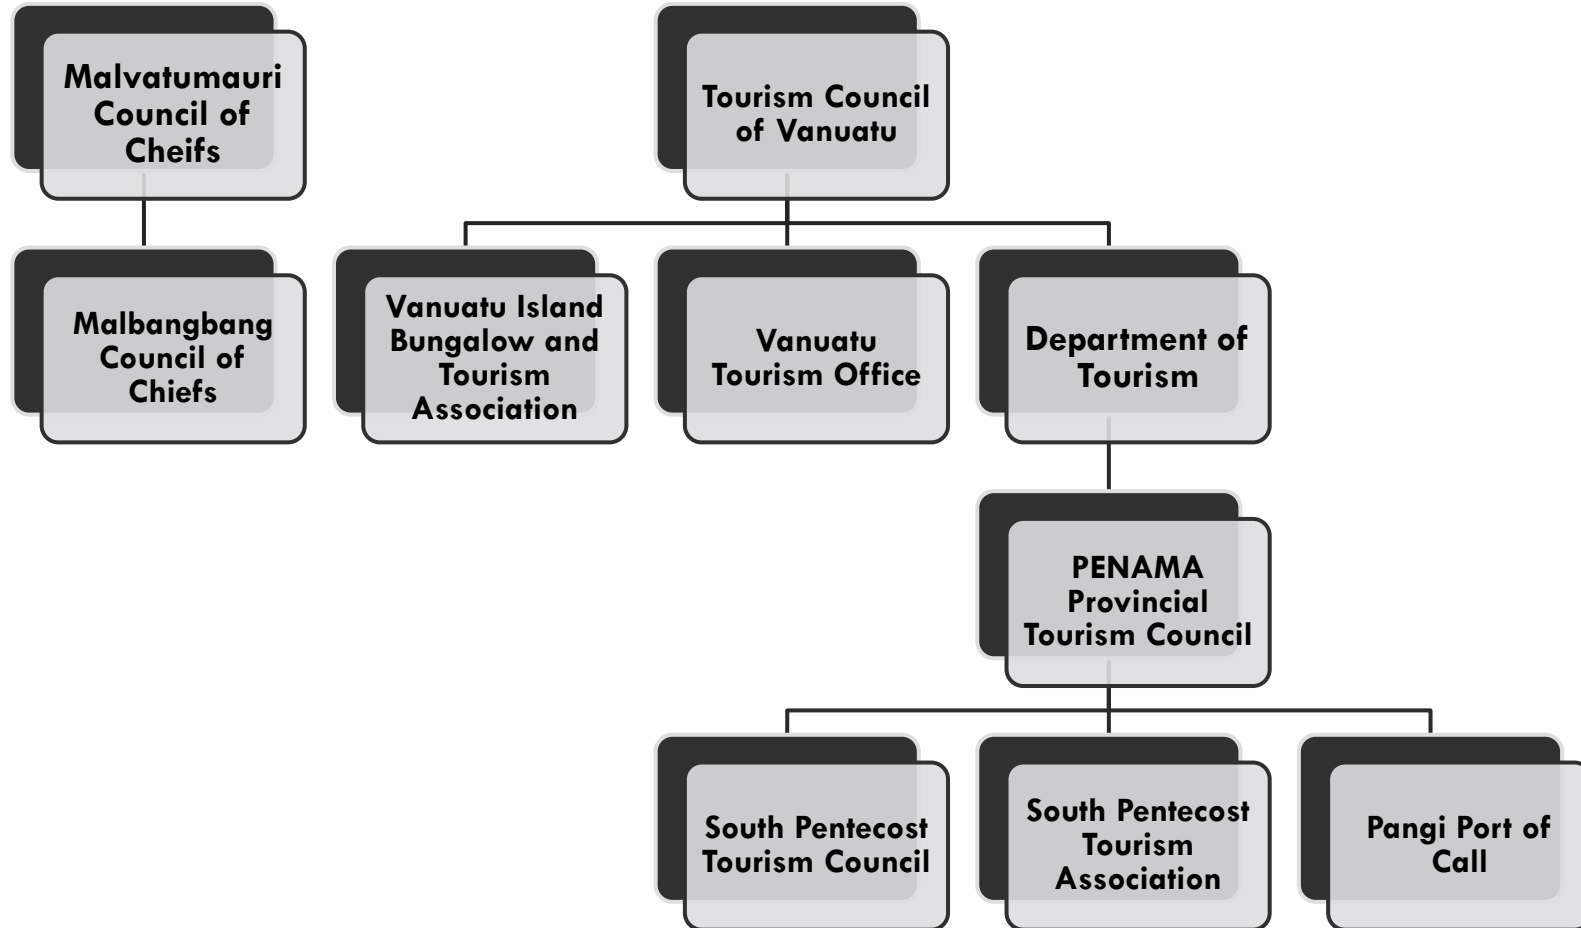 Malvatumauri
Council of
Cheifs
Tourism Council
of Vanuatu
Malbangbang
Council of
Chiefs
Vanuatu Island
Bungalow and
Tourism
Association
Vanuatu
Tourism Office
Department of
Tourism
PENAMA
Provincial
Tourism Council
South Pentecost
Tourism Council
South Pentecost
Tourism
Association
Pangi Port of
Call